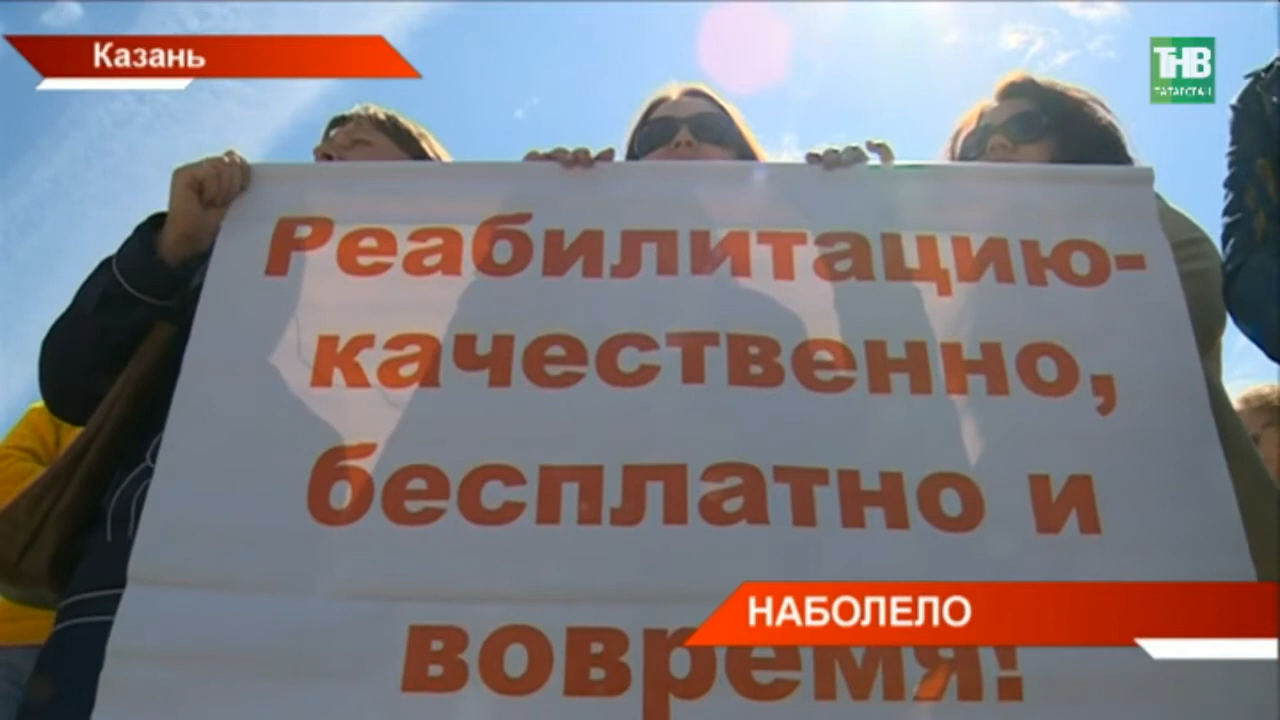 Казань
ТНВ
ТАТАРСТАН
Реабилитацию-
качественно,
бесплатно и
вовремя!
НАБОЛЕЛО